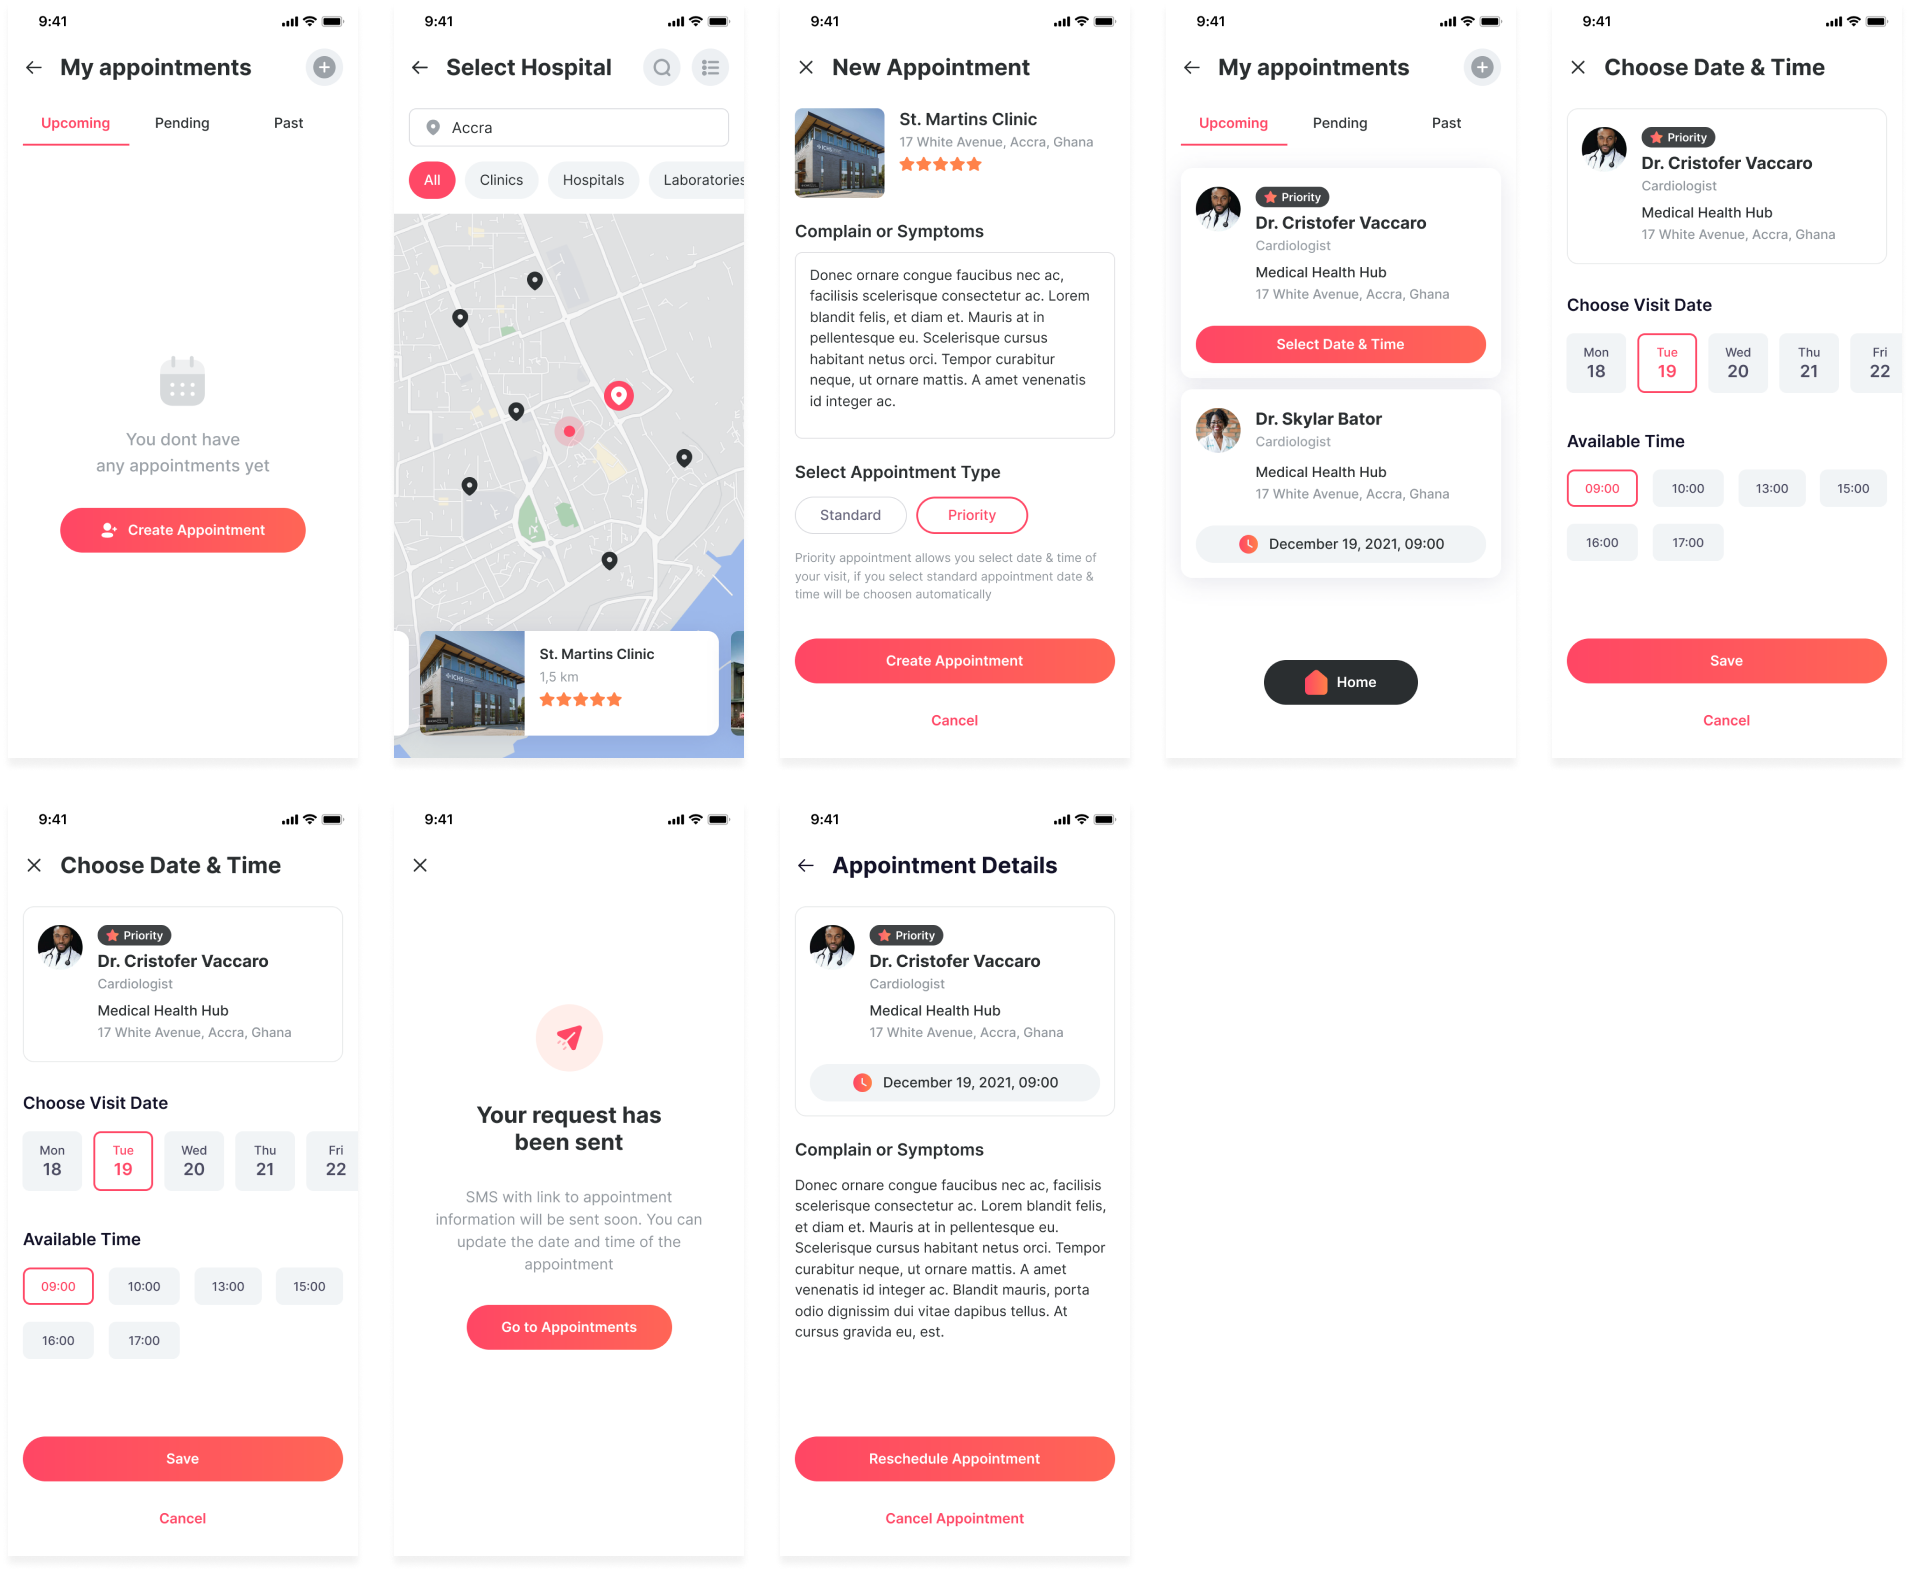 9:41
My appointments
Upcoming
Pending
Past
You dont have
any appointments yet
Create Appointment
9:41
Select Hospital
Accra
All
Clinics
Hospitals
Laboratories
ICHS
St. Martins Clinic
1,5 km
9:41
New Appointment
ICHS
St. Martins Clinic
17 White Avenue, Accra, Ghana
Complain or Symptoms
Donec ornare congue faucibus nec ac,
facilisis scelerisque consectetur ac. Lorem
blandit felis, et diam et. Mauris at in
pellentesque eu. Scelerisque cursus
habitant netus orci. Tempor curabitur
neque, ut ornare mattis. A amet venenatis
id integer ac.
Select Appointment Type
Standard
Priority
Priority appointment allows you select date & time of
your visit, if you select standard appointment date &
time will be choosen automatically
Create Appointment
Cancel
9:41
My appointments
Upcoming
Pending
Past
Priority
Dr. Cristofer Vaccaro
Cardiologist
Medical Health Hub
17 White Avenue, Accra, Ghana
Select Date & Time
Dr. Skylar Bator
Cardiologist
Medical Health Hub
17 White Avenue, Accra, Ghana
December 19, 2021, 09:00
Home
9:41
Choose Date & Time
Priority
Dr. Cristofer Vaccaro
Cardiologist
Medical Health Hub
17 White Avenue, Accra, Ghana
Choose Visit Date
Mon Tue Wed Thu Fri
18 19 20 21 22
Available Time
09:00 10:00 13:00 15:00
16:00 17:00
Save
Cancel
9:41
Choose Date & Time
Priority
Dr. Cristofer Vaccaro
Cardiologist
Medical Health Hub
17 White Avenue, Accra, Ghana
Choose Visit Date
Mon Tue Wed Thu Fri
18 19 20 21 22
Available Time
09:00 10:00 13:00 15:00
16:00 17:00
Save
Cancel
9:41
Your request has
been sent
SMS with link to appointment
information will be sent soon. You can
update the date and time of the
appointment
Go to Appointments
9:41
Appointment Details
Priority
Dr. Cristofer Vaccaro
Cardiologist
Medical Health Hub
17 White Avenue, Accra, Ghana
December 19, 2021, 09:00
Complain or Symptoms
Donec ornare congue faucibus nec ac, facilisis
scelerisque consectetur ac. Lorem blandit felis,
et diam et. Mauris at in pellentesque eu.
Scelerisque cursus habitant netus orci. Tempor
curabitur neque, ut ornare mattis. A amet
venenatis id integer ac. Blandit mauris, porta
odio dignissim dui vitae dapibus tellus. At
cursus gravida eu, est.
Reschedule Appointment
Cancel Appointment